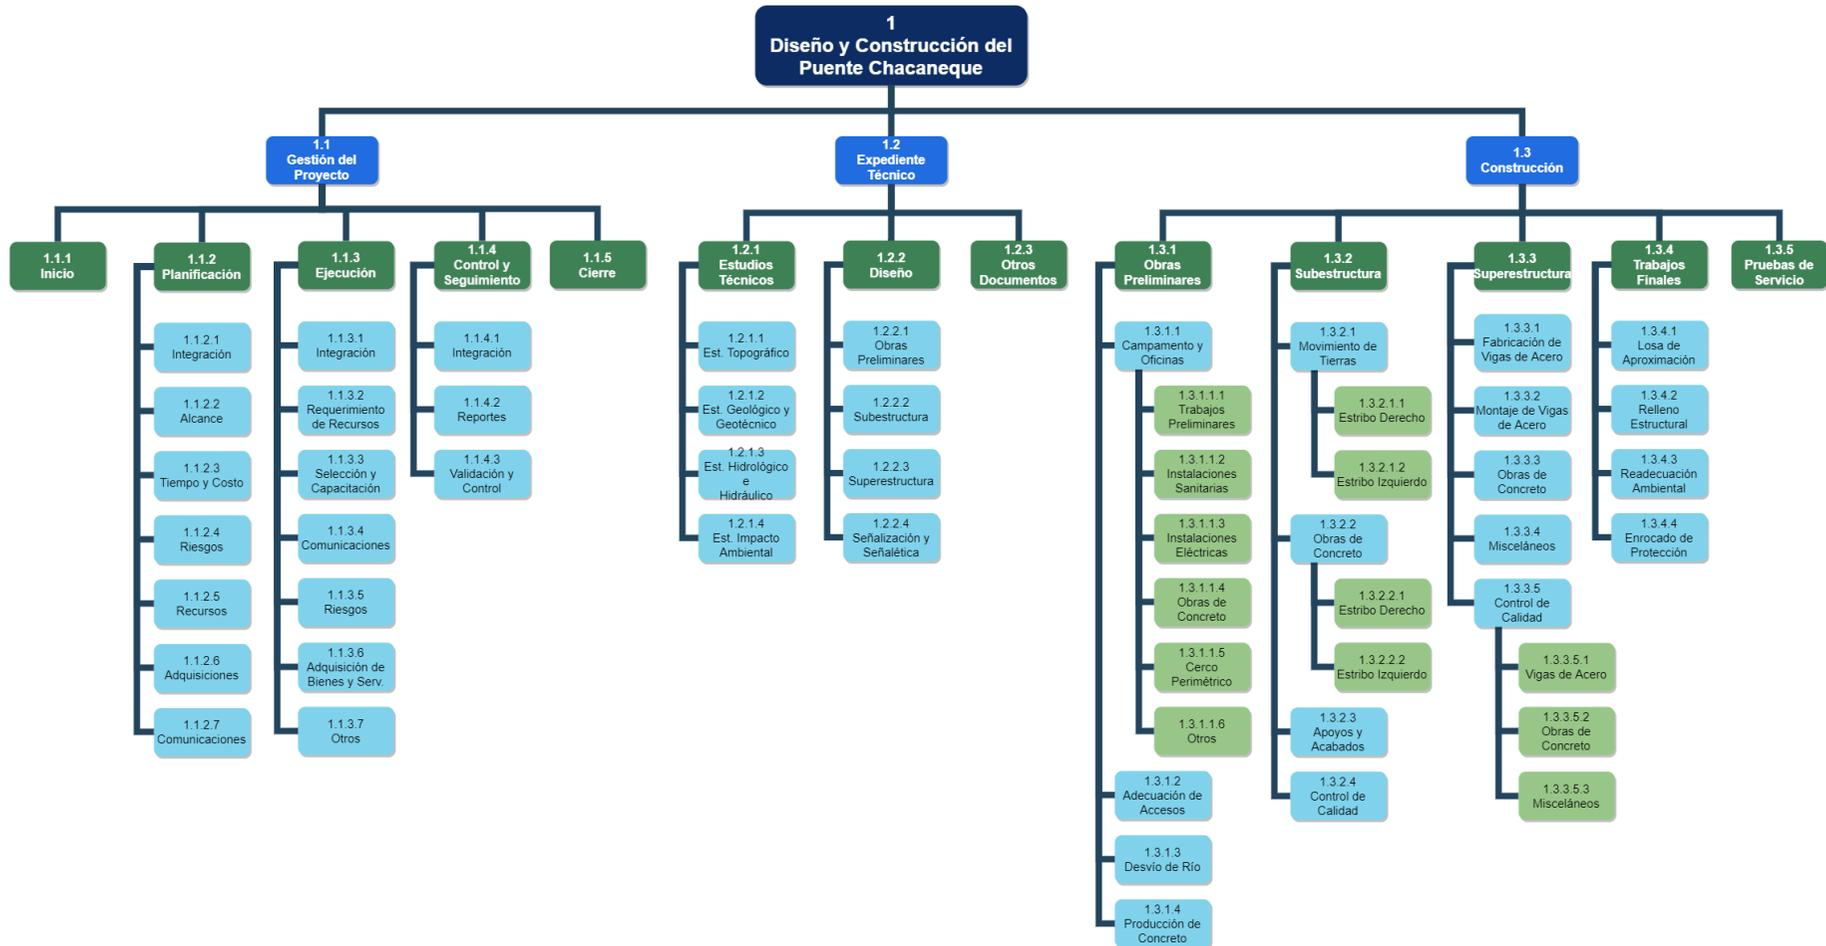 1
Diseño y Construcción del
Puente Chacaneque
1.1
Gestión del
Proyecto
1.1.1
Inicio
1.1.2
Planificación
1.1.2.1
Integración
1.1.2.2
Alcance
1.1.2.3
Tiempo y Costo
1.1.2.4
Riesgos
1.1.2.5
Recursos
1.1.2.6
Adquisiciones
1.1.2.7
Comunicaciones
1.1.3
Ejecución
1.1.3.1
Integración
1.1.3.2
Requerimiento
de Recursos
1.1.3.3
Selección y
Capacitación
1.1.3.4
Comunicaciones
1.1.3.5
Riesgos
1.1.3.6
Adquisición de
Bienes y Serv.
1.1.3.7
Otros
1.1.4
Control y
Seguimiento
1.1.4.1
Integración
1.1.4.2
Reportes
1.1.4.3
Validación y
Control
1.1.5
Cierre
1.2
Expediente
Técnico
1.2.1
Estudios
Técnicos
1.2.1.1
Est. Topográfico
1.2.1.2
Est. Geológico y
Geotécnico
1.2.1.3
Est. Hidrológico
e
Hidráulico
1.2.1.4
Est. Impacto
Ambiental
1.2.2
Diseño
1.2.2.1
Obras
Preliminares
1.2.2.2
Subestructura
1.2.2.3
Superestructura
1.2.2.4
Señalización y
Señalética
1.2.3
Otros
Documentos
1.3
Construcción
1.3.1
Obras
Preliminares
1.3.1.1
Campamento y
Oficinas
1.3.1.1.1
Trabajos
Preliminares
1.3.1.1.2
Instalaciones
Sanitarias
1.3.1.1.3
Instalaciones
Eléctricas
1.3.1.1.4
Obras de
Concreto
1.3.1.1.5
Cerco
Perimétrico
1.3.1.1.6
Otros
1.3.1.2
Adecuación de
Accesos
1.3.1.3
Desvío de Río
1.3.1.4
Producción de
Concreto
1.3.2
Subestructura
1.3.2.1
Movimiento de
Tierras
1.3.2.1.1
Estribo Derecho
1.3.2.1.2
Estribo Izquierdo
1.3.2.2
Obras de
Concreto
1.3.2.2.1
Estribo Derecho
1.3.2.2.2
Estribo Izquierdo
1.3.2.3
Apoyos y
Acabados
1.3.2.4
Control de
Calidad
1.3.3
Superestructura
1.3.3.1
Fabricación de
Vigas de Acero
1.3.3.2
Montaje de Vigas
de Acero
1.3.3.3
Obras de
Concreto
1.3.3.4
Misceláneos
1.3.3.5
Control de
Calidad
1.3.3.5.1
Vigas de Acero
1.3.3.5.2
Obras de
Concreto
1.3.3.5.3
Misceláneos
1.3.4
Trabajos
Finales
1.3.4.1
Losa de
Aproximación
1.3.4.2
Relleno
Estructural
1.3.4.3
Readecuación
Ambiental
1.3.4.4
Enrocado de
Protección
1.3.5
Pruebas de
Servicio